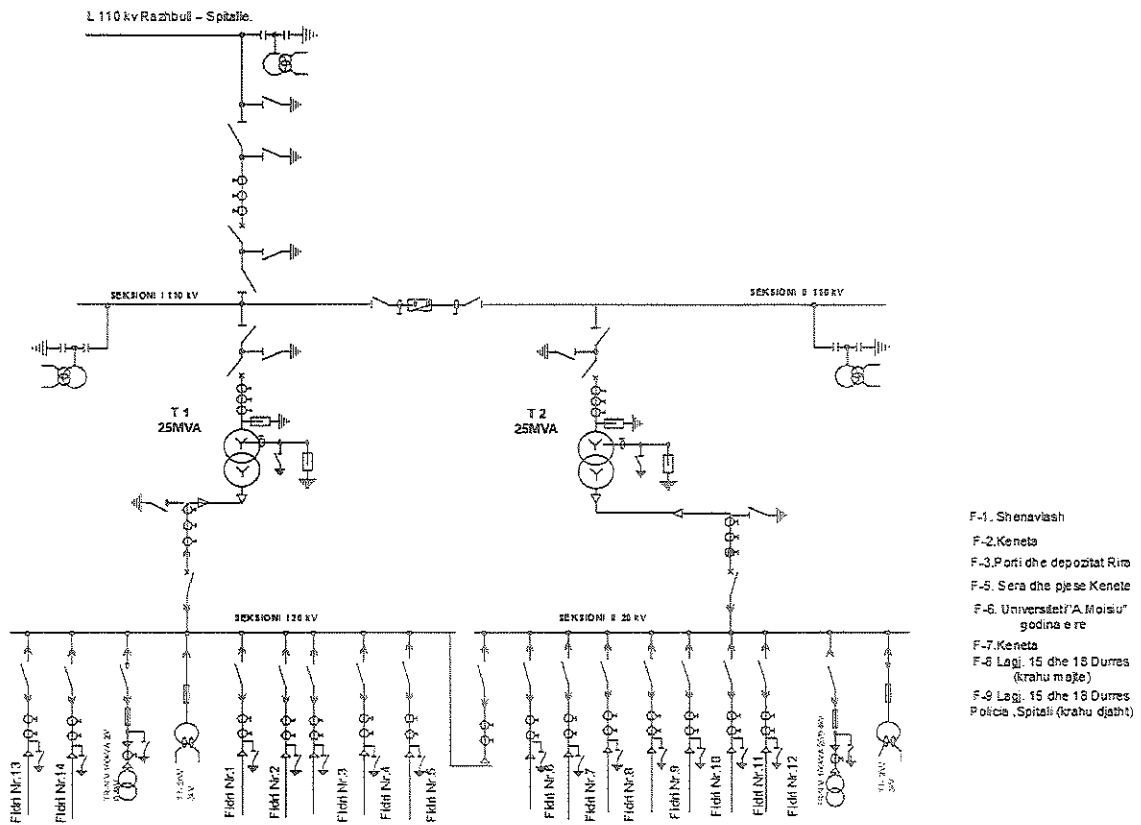 L 110 kv Razhbull - Spitalle.
SEKSIONI I 110 kV
SEKSIONI II 110 kV
T 1
25MVA
T 2
25MVA
SEKSIONI I 20 kV
SEKSIONI II 20 kV
Fidri Nr.13
Fidri Nr.14
Fidri Nr.1
Fidri Nr.2
Fidri Nr.3
Fidri Nr.4
Fidri Nr.5
Fidri Nr.6
Fidri Nr.7
Fidri Nr.8
Fidri Nr.9
Fidri Nr.10
Fidri Nr.11
Fidri Nr.12
F-1. Shenavlash
F-2.Keneta
F-3.Porti dhe depozitat Rira
F-5. Sera dhe pjese Kenete
F-6. Universiteti"A.Moisiu"
godina e re
F-7.Keneta
F-8 Lagj. 15 dhe 18 Durres
(krahu majte)
F-9 Lagj. 15 dhe 18 Durres
Policia ,Spitali (krahu djatht)